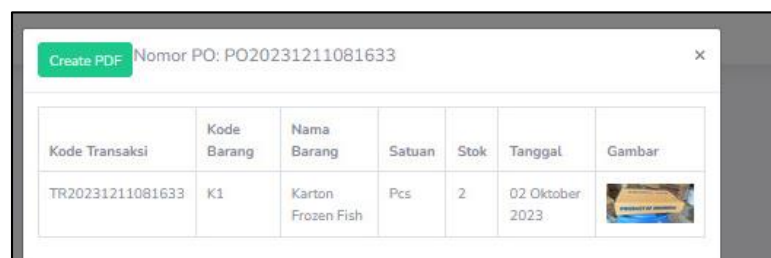 Create PDF Nomor PO: PO20231211081633 ×
Kode Transaksi Kode Barang Nama Barang Satuan Stok Tanggal Gambar
TR20231211081633 K1 Karton Frozen Fish Pcs 2 02 Oktober 2023